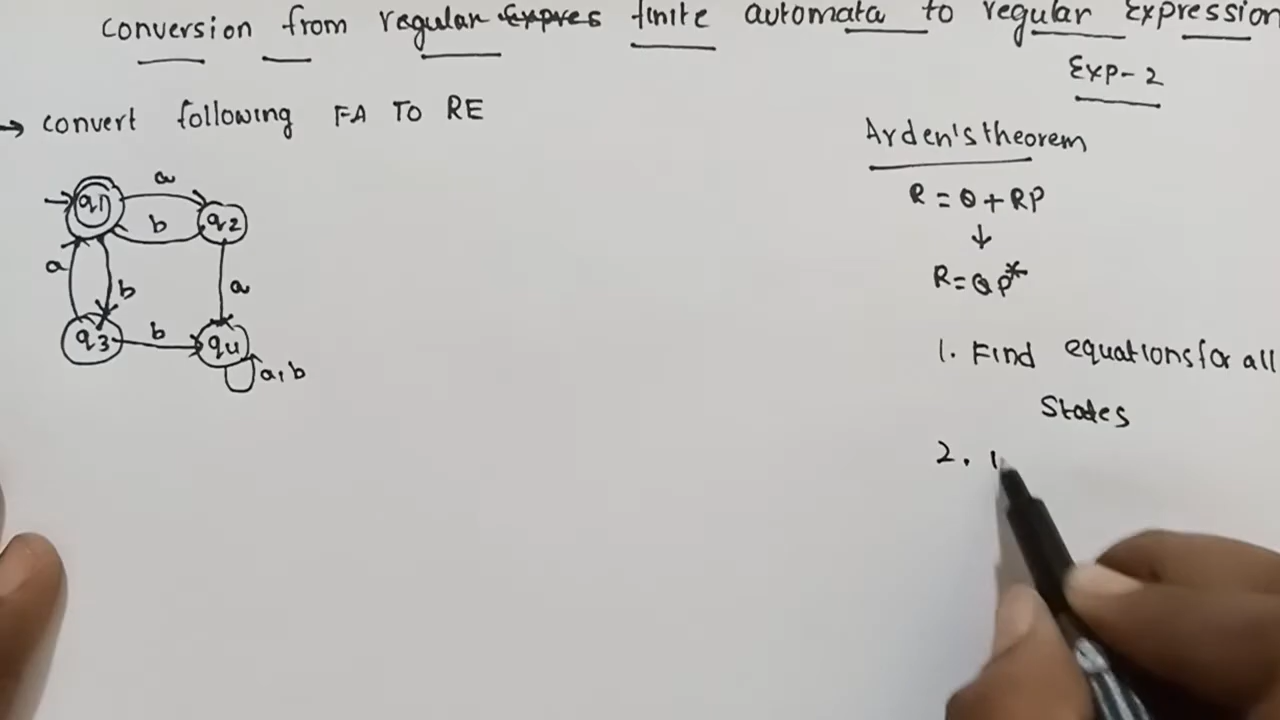 conversion from regular expres finite automata to regular Expression
Exp-2
→ convert following FA TO RE
Arden's theorem
R = Q + RP
↓
R = QP*
1. Find equations for all
States
2.
a
q1
b
q2
a
b
a
q3
b
q4
a, b